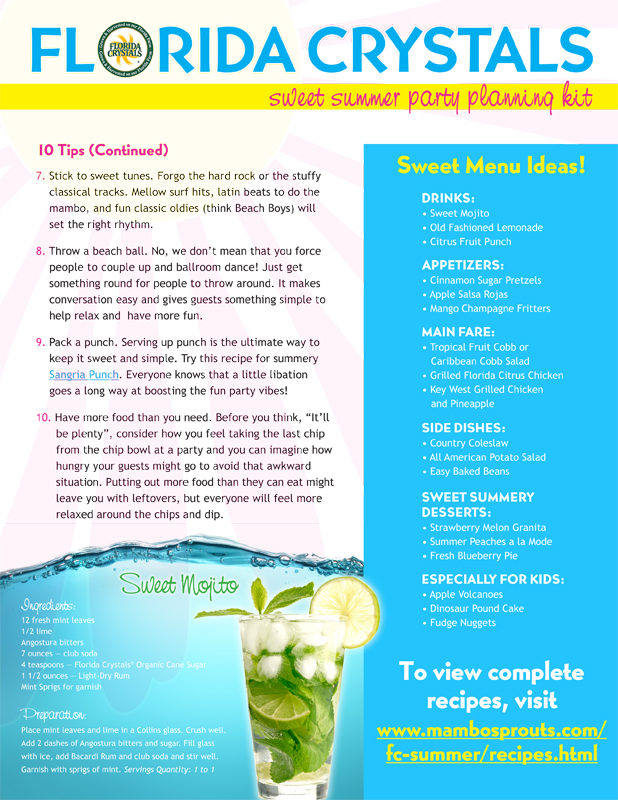 FLORIDA CRYSTALS
FLORIDA
CRYSTALS
sweet summer party planning kit
10 Tips (Continued)
7. Stick to sweet tunes. Forgo the hard rock or the stuffy
classical tracks. Mellow surf hits, latin beats to do the
mambo, and fun classic oldies (think Beach Boys) will
set the right rhythm.
8. Throw a beach ball. No, we don't mean that you force
people to couple up and ballroom dance! Just get
something round for people to throw around. It makes
conversation easy and gives guests something simple to
help relax and have more fun.
9. Pack a punch. Serving up punch is the ultimate way to
keep it sweet and simple. Try this recipe for summery
Sangria Punch. Everyone knows that a little libation
goes a long way at boosting the fun party vibes!
10. Have more food than you need. Before you think, "It'll
be plenty", consider how you feel taking the last chip
from the chip bowl at a party and you can imagine how
hungry your guests might go to avoid that awkward
situation. Putting out more food than they can eat might
leave you with leftovers, but everyone will feel more
relaxed around the chips and dip.
Sweet Mojito
Ingredients:
12 fresh mint leaves
1/2 lime
Angostura bitters
7 ounces — club soda
4 teaspoons — Florida Crystals® Organic Cane Sugar
1 1/2 ounces — Light-Dry Rum
Mint Sprigs for garnish
Preparation:
Place mint leaves and lime in a Collins glass. Crush well.
Add 2 dashes of Angostura bitters and sugar. Fill glass
with ice, add Bacardi Rum and club soda and stir well.
Garnish with sprigs of mint. Servings Quantity: 1 to 1
Sweet Menu Ideas!
DRINKS:
• Sweet Mojito
• Old Fashioned Lemonade
• Citrus Fruit Punch
APPETIZERS:
• Cinnamon Sugar Pretzels
• Apple Salsa Rojas
• Mango Champagne Fritters
MAIN FARE:
• Tropical Fruit Cobb or
Caribbean Cobb Salad
• Grilled Florida Citrus Chicken
• Key West Grilled Chicken
and Pineapple
SIDE DISHES:
• Country Coleslaw
• All American Potato Salad
• Easy Baked Beans
SWEET SUMMERY
DESSERTS:
• Strawberry Melon Granita
• Summer Peaches a la Mode
• Fresh Blueberry Pie
ESPECIALLY FOR KIDS:
• Apple Volcanoes
• Dinosaur Pound Cake
• Fudge Nuggets
To view complete
recipes, visit
www.mambosprouts.com/
fc-summer/recipes.html